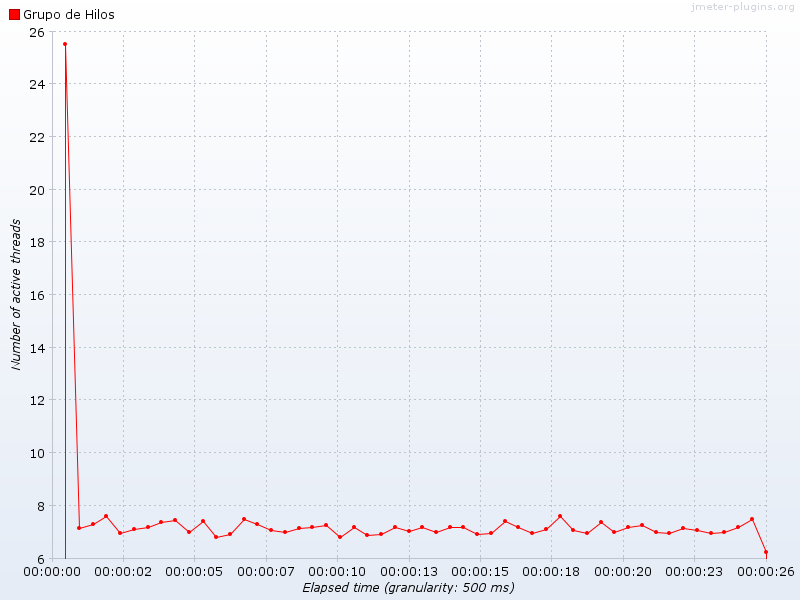 jmeter-plugins.org
Grupo de Hilos
26
24
22
20
18
16
14
12
10
8
6
Number of active threads
00:00:00 00:00:02 00:00:05 00:00:07 00:00:10 00:00:13 00:00:15 00:00:18 00:00:20 00:00:23 00:00:26
Elapsed time (granularity: 500 ms)